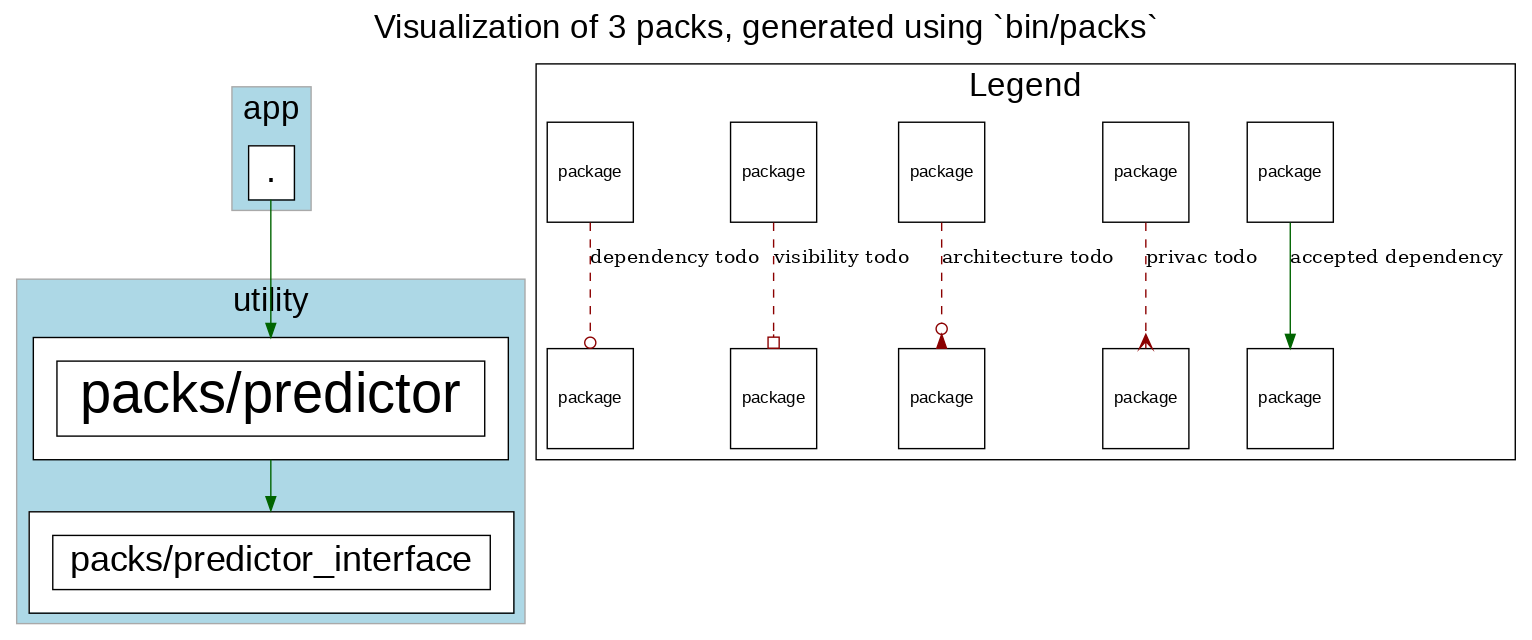 Visualization of 3 packs, generated using `bin/packs`
app
.
utility
packs/predictor
packs/predictor_interface
Legend
package
package
package
package
package
dependency todo
visibility todo
architecture todo
privac todo
accepted dependency
package
package
package
package
package